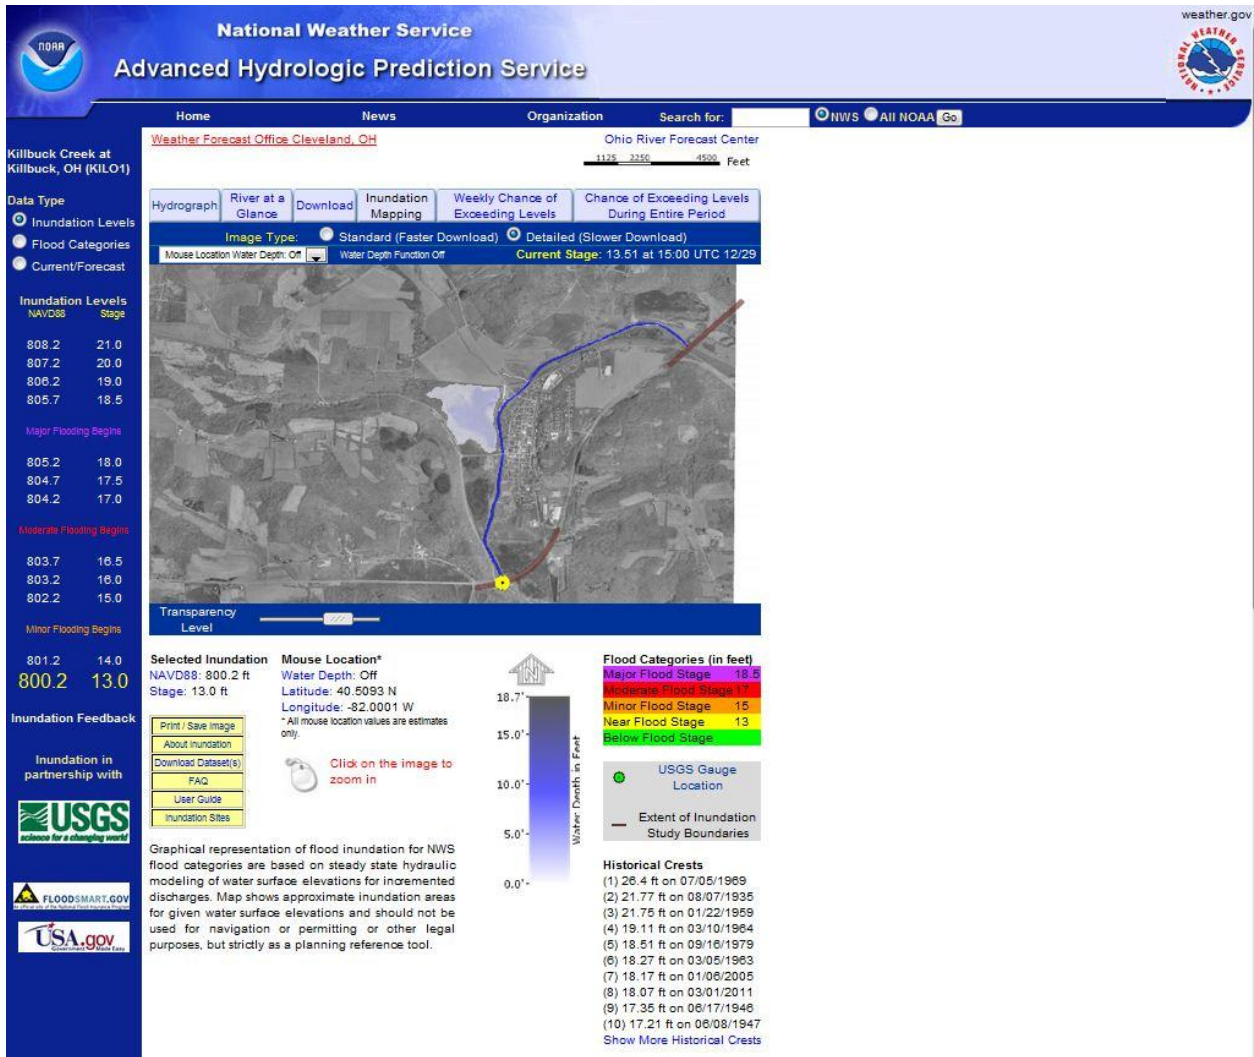 weather.gov
NOAA
National Weather Service
Advanced Hydrologic Prediction Service
NATIONAL WEATHER SERVICE
Home News Organization Search for: NWS All NOAA Go
Killbuck Creek at
Killbuck, OH (KILO1)
Data Type
Inundation Levels
Flood Categories
Current/Forecast
Inundation Levels
NAVD88 Stage
808.2 21.0
807.2 20.0
806.2 19.0
805.7 18.5
Major Flooding Begins
805.2 18.0
804.7 17.5
804.2 17.0
Moderate Flooding Begins
803.7 16.5
803.2 16.0
802.2 15.0
Minor Flooding Begins
801.2 14.0
800.2 13.0
Inundation Feedback
Inundation in
partnership with
USGS
science for a changing world
FLOODSMART.GOV
USA.gov
Government Made Easy
Weather Forecast Office Cleveland, OH
Ohio River Forecast Center
1125 2250 4500 Feet
Hydrograph
River at a
Glance
Download
Inundation
Mapping
Weekly Chance of
Exceeding Levels
Chance of Exceeding Levels
During Entire Period
Image Type: Standard (Faster Download) Detailed (Slower Download)
Mouse Location Water Depth: Off Water Depth Function Off Current Stage: 13.51 at 15:00 UTC 12/29
Transparency
Level
Selected Inundation
NAVD88: 800.2 ft
Stage: 13.0 ft
Print / Save Image
About Inundation
Download Dataset(s)
FAQ
User Guide
Inundation Sites
Mouse Location*
Water Depth: Off
Latitude: 40.5093 N
Longitude: -82.0001 W
* All mouse location values are estimates
only.
Click on the image to
zoom in
Graphical representation of flood inundation for NWS
flood categories are based on steady state hydraulic
modeling of water surface elevations for incremented
discharges. Map shows approximate inundation areas
for given water surface elevations and should not be
used for navigation or permitting or other legal
purposes, but strictly as a planning reference tool.
N
18.7'
15.0'
10.0'
5.0'
0.0'
Water Depth in Feet
Flood Categories (in feet)
Major Flood Stage 18.5
Moderate Flood Stage 17
Minor Flood Stage 15
Near Flood Stage 13
Below Flood Stage
USGS Gauge
Location
Extent of Inundation
Study Boundaries
Historical Crests
(1) 26.4 ft on 07/05/1969
(2) 21.77 ft on 08/07/1935
(3) 21.75 ft on 01/22/1959
(4) 19.11 ft on 03/10/1964
(5) 18.51 ft on 09/16/1979
(6) 18.27 ft on 03/05/1963
(7) 18.17 ft on 01/06/2005
(8) 18.07 ft on 03/01/2011
(9) 17.35 ft on 06/17/1946
(10) 17.21 ft on 06/08/1947
Show More Historical Crests